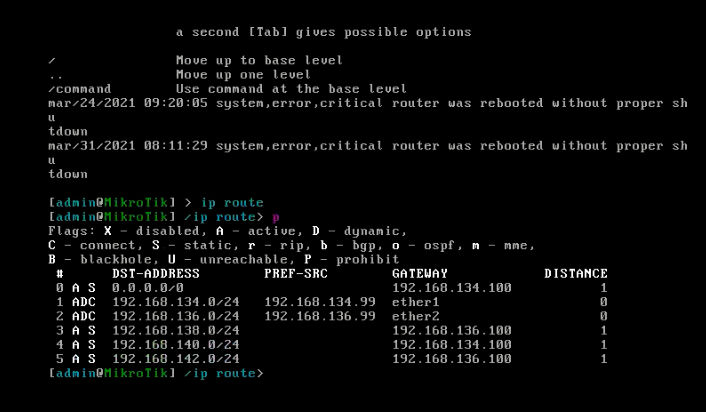 a second [Tab] gives possible options
/ Move up to base level
.. Move up one level
/command Use command at the base level
mar/24/2021 09:20:05 system,error,critical router was rebooted without proper sh
u
tdown
mar/31/2021 08:11:29 system,error,critical router was rebooted without proper sh
u
tdown
[admin@MikroTik] > ip route
[admin@MikroTik] /ip route> p
Flags: X - disabled, A - active, D - dynamic,
C - connect, S - static, r - rip, b - bgp, o - ospf, m - mme,
B - blackhole, U - unreachable, P - prohibit
# DST-ADDRESS PREF-SRC GATEWAY DISTANCE
0 A S 0.0.0.0/0 192.168.134.100 1
1 ADC 192.168.134.0/24 192.168.134.99 ether1 0
2 ADC 192.168.136.0/24 192.168.136.99 ether2 0
3 A S 192.168.138.0/24 192.168.136.100 1
4 A S 192.168.140.0/24 192.168.134.100 1
5 A S 192.168.142.0/24 192.168.136.100 1
[admin@MikroTik] /ip route>